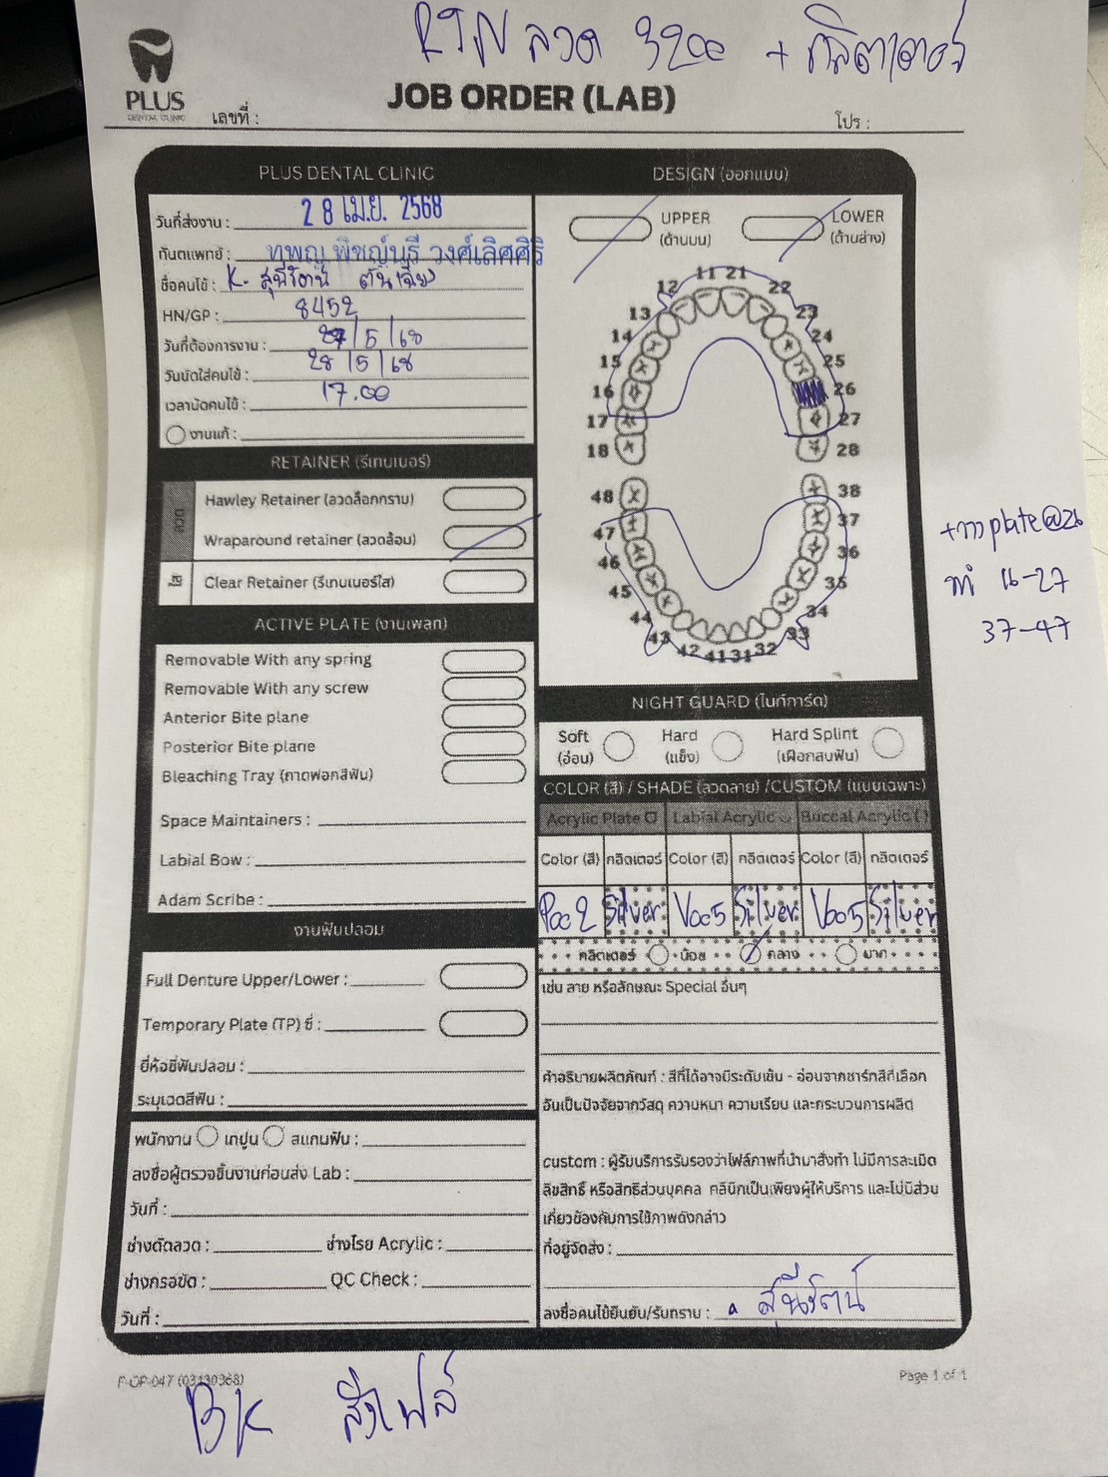 RTN ลวด 3200 + กลิตเตอร์
PLUS
DENTAL CLINIC
JOB ORDER (LAB)
เลขที่ :
โปร :
PLUS DENTAL CLINIC
วันที่ส่งงาน : 28 เม.ย. 2568
ทันตแพทย์ : ทพญ พิชญ์นรี วงศ์เลิศศิริ
ชื่อคนไข้ : K. สุนีรัตน์
HN/GP : 8452
วันที่ต้องการงาน : 27/5/68
วันนัดใส่คนไข้ : 28/5/68
เวลานัดคนไข้ : 17.00
งานแก้ :
RETAINER (รีเทนเนอร์)
ลวด
Hawley Retainer (ลวดล็อกกราบ)
Wraparound retainer (ลวดล้อม)
ใส
Clear Retainer (รีเทนเนอร์ใส)
ACTIVE PLATE (งานเพลท)
Removable With any spring
Removable With any screw
Anterior Bite plane
Posterior Bite plane
Bleaching Tray (ถาดฟอกสีฟัน)
Space Maintainers :
Labial Bow :
Adam Scribe :
งานฟันปลอม
Full Denture Upper/Lower :
Temporary Plate (TP) ซี่ :
ยี่ห้อซี่ฟันปลอม :
ระบุเฉดสีฟัน :
พนักงาน เทปูน สแกนฟัน :
ลงชื่อผู้ตรวจชิ้นงานก่อนส่ง Lab :
วันที่ :
ช่างดัดลวด : ช่างโรย Acrylic :
ช่างกรอขัด : QC Check :
วันที่ :
DESIGN (ออกแบบ)
UPPER
(ด้านบน)
LOWER
(ด้านล่าง)
11 21
12 22
13 23
14 24
15 25
16 26
17 27
18 28
48 38
47 37
46 36
45 35
44 34
43 33
42 41 31 32
+กอ plate@26
ทำ 16-27
37-47
NIGHT GUARD (ไนท์การ์ด)
Soft
(อ่อน)
Hard
(แข็ง)
Hard Splint
(เฝือกสบฟัน)
COLOR (สี) / SHADE (ลวดลาย) /CUSTOM (แบบเฉพาะ)
Acrylic Plate Labial Acrylic Buccal Acrylic ( )
Color (สี) กลิตเตอร์ Color (สี) กลิตเตอร์ Color (สี) กลิตเตอร์
P002 Silver V005 Silver V005 Silver
กลิตเตอร์ น้อย กลาง มาก
เช่น ลาย หรือลักษณะ Special อื่นๆ
คำอธิบายผลิตภัณฑ์ : สีที่ได้อาจมีระดับเข้ม - อ่อนจากชาร์ทสีที่เลือก
อันเป็นปัจจัยจากวัสดุ ความหนา ความเรียบ และกระบวนการผลิต
custom : ผู้รับบริการรับรองว่าไฟล์ภาพที่นำมาสั่งทำ ไม่มีการละเมิด
ลิขสิทธิ์ หรือสิทธิส่วนบุคคล คลินิกเป็นเพียงผู้ให้บริการ และไม่มีส่วน
เกี่ยวข้องกับการใช้ภาพดังกล่าว
ที่อยู่จัดส่ง :
ลงชื่อคนไข้ยืนยัน/รับทราบ : สุนีรัตน์
F-OP-047 (03130368)
Page 1 of 1
BK ส่งไฟล์